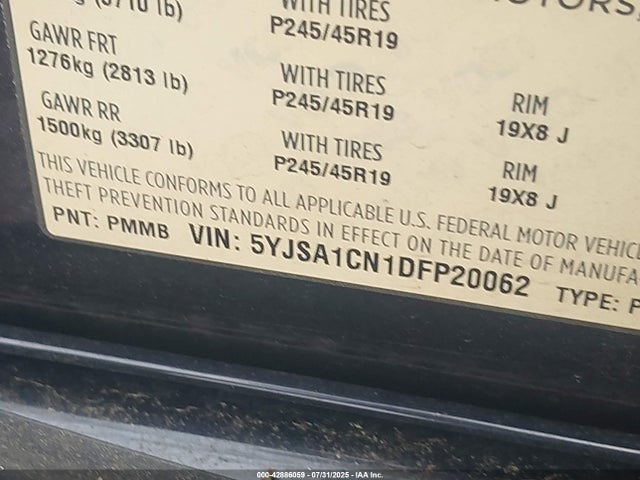 lb)
WITH TIRES
P245/45R19
GAWR FRT
1276kg (2813 lb)
WITH TIRES
P245/45R19
RIM
19X8 J
GAWR RR
1500kg (3307 lb)
WITH TIRES
P245/45R19
RIM
19X8 J
THIS VEHICLE CONFORMS TO ALL APPLICABLE U.S. FEDERAL MOTOR VEHICLE
THEFT PREVENTION STANDARDS IN EFFECT ON THE DATE OF MANUFA
PNT: PMMB VIN: 5YJSA1CN1DFP20062 TYPE: P
000-42886059 - 07/31/2025 - IAA Inc.